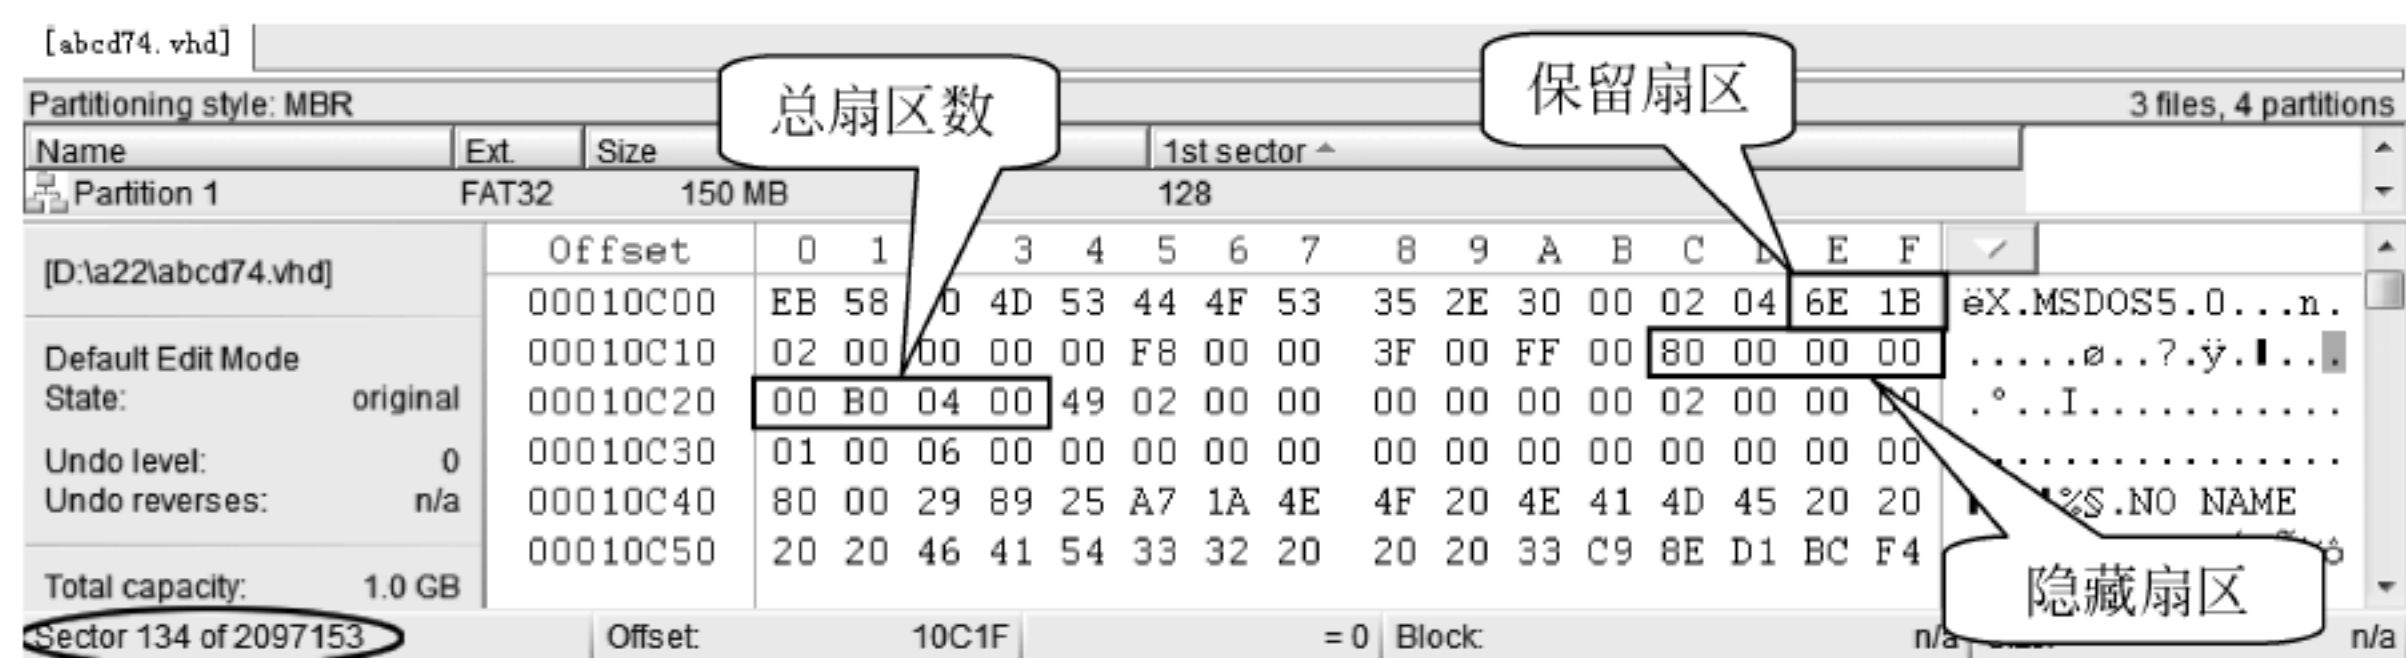 [abcd74.vhd]
总扇区数
保留扇区
Partitioning style: MBR
3 files, 4 partitions
Name Ext. Size 1st sector
Partition 1 FAT32 150 MB 128
Offset 0 1 3 4 5 6 7 8 9 A B C D E F
[D:\a22\abcd74.vhd]
00010C00 EB 58 0 4D 53 44 4F 53 35 2E 30 00 02 04 6E 1B ëX.MSDOS5.0...n.
Default Edit Mode
00010C10 02 00 00 00 00 F8 00 00 3F 00 FF 00 80 00 00 00 .....ø..?.ÿ.▮...
State: original
00010C20 00 B0 04 00 49 02 00 00 00 00 00 00 02 00 00 00 .°..I...........
Undo level: 0
00010C30 01 00 06 00 00 00 00 00 00 00 00 00 00 00 00 00 ...............
Undo reverses: n/a
00010C40 80 00 29 89 25 A7 1A 4E 4F 20 4E 41 4D 45 20 20 %§.NO NAME
00010C50 20 20 46 41 54 33 32 20 20 20 33 C9 8E D1 BC F4
Total capacity: 1.0 GB
隐藏扇区
Sector 134 of 2097153 Offset: 10C1F = 0 Block: n/a n/a